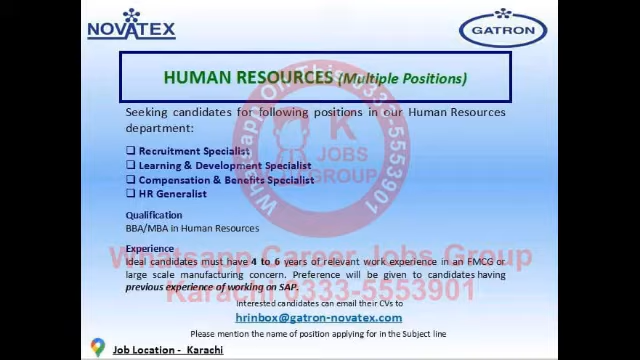 NOVATEX
GATRON
HUMAN RESOURCES (Multiple Positions)
Seeking candidates for following positions in our Human Resources
department:
❑ Recruitment Specialist
❑ Learning & Development Specialist
❑ Compensation & Benefits Specialist
❑ HR Generalist
Whatsapp ON This 0333-5553901
K
JOBS
GROUP
Qualification
BBA/MBA in Human Resources
Experience
Ideal candidates must have 4 to 6 years of relevant work experience in an FMCG or
large scale manufacturing concern. Preference will be given to candidates having
previous experience of working on SAP.
Whatsapp Career Jobs Group
Karachi 0333-5553901
Interested candidates can email their CVs to
hrinbox@gatron-novatex.com
Please mention the name of position applying for in the Subject line
Job Location - Karachi